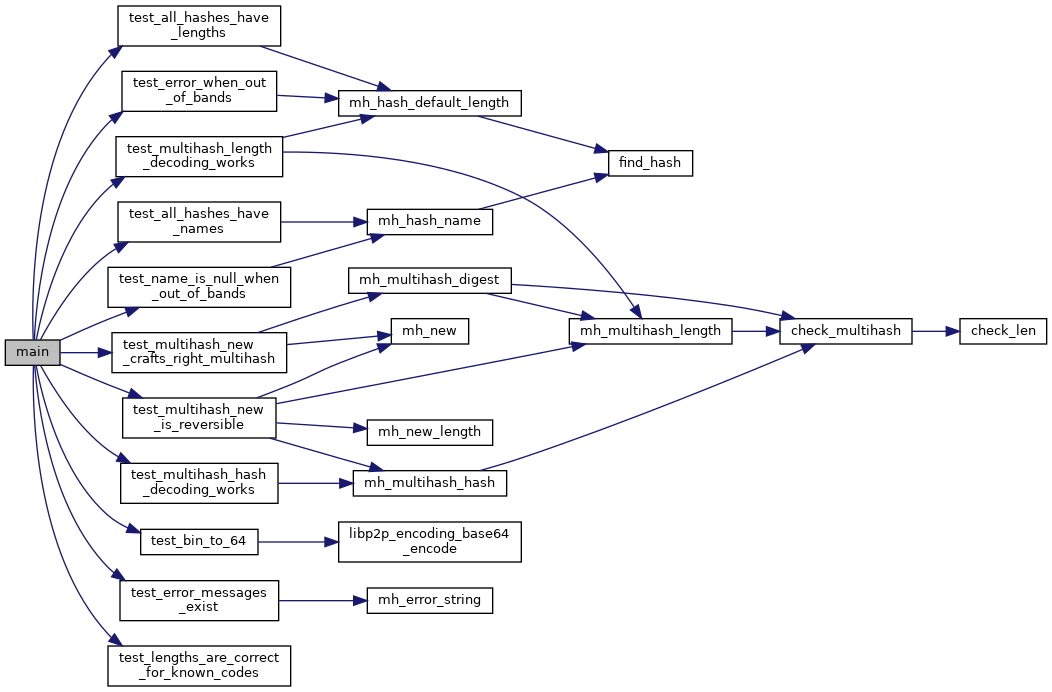 main
test_all_hashes_have
_lengths
test_error_when_out
_of_bands
test_multihash_length
_decoding_works
test_all_hashes_have
_names
test_name_is_null_when
_out_of_bands
test_multihash_new
_crafts_right_multihash
test_multihash_new
_is_reversible
test_multihash_hash
_decoding_works
test_bin_to_64
test_error_messages
_exist
test_lengths_are_correct
_for_known_codes
mh_hash_default_length
mh_hash_name
mh_multihash_digest
mh_new
mh_new_length
mh_multihash_hash
libp2p_encoding_base64
_encode
mh_error_string
find_hash
mh_multihash_length
check_multihash
check_len